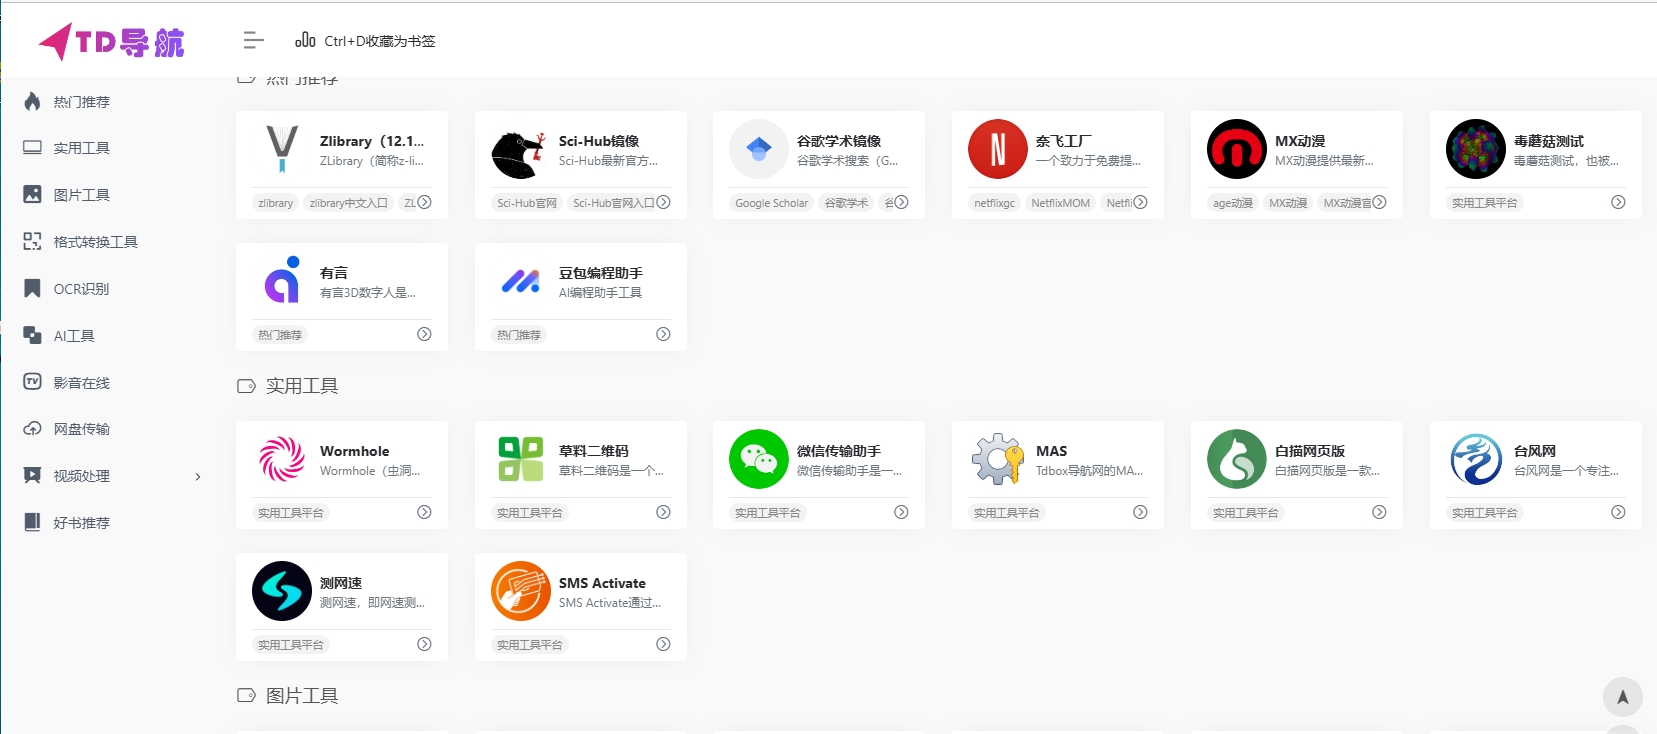 TD导航
Ctrl+D收藏为书签
热门推荐
实用工具
图片工具
格式转换工具
OCR识别
AI工具
影音在线
网盘传输
视频处理
好书推荐
热门推荐
Zlibrary（12.1...
ZLibrary（简称z-li...
zlibrary zlibrary中文入口 ZL
Sci-Hub镜像
Sci-Hub最新官方...
Sci-Hub官网 Sci-Hub官网入口
谷歌学术镜像
谷歌学术搜索（G...
Google Scholar 谷歌学术 谷
奈飞工厂
一个致力于免费提...
netflixgc NetflixMOM Netfli
MX动漫
MX动漫提供最新...
age动漫 MX动漫 MX动漫官
毒蘑菇测试
毒蘑菇测试，也被...
实用工具平台
有言
有言3D数字人是...
热门推荐
豆包编程助手
AI编程助手工具
热门推荐
实用工具
Wormhole
Wormhole（虫洞...
实用工具平台
草料二维码
草料二维码是一个...
实用工具平台
微信传输助手
微信传输助手是一...
实用工具平台
MAS
Tdbox导航网的MA...
实用工具平台
白描网页版
白描网页版是一款...
实用工具平台
台风网
台风网是一个专注...
实用工具平台
测网速
测网速，即网速测...
实用工具平台
SMS Activate
SMS Activate通过...
实用工具平台
图片工具